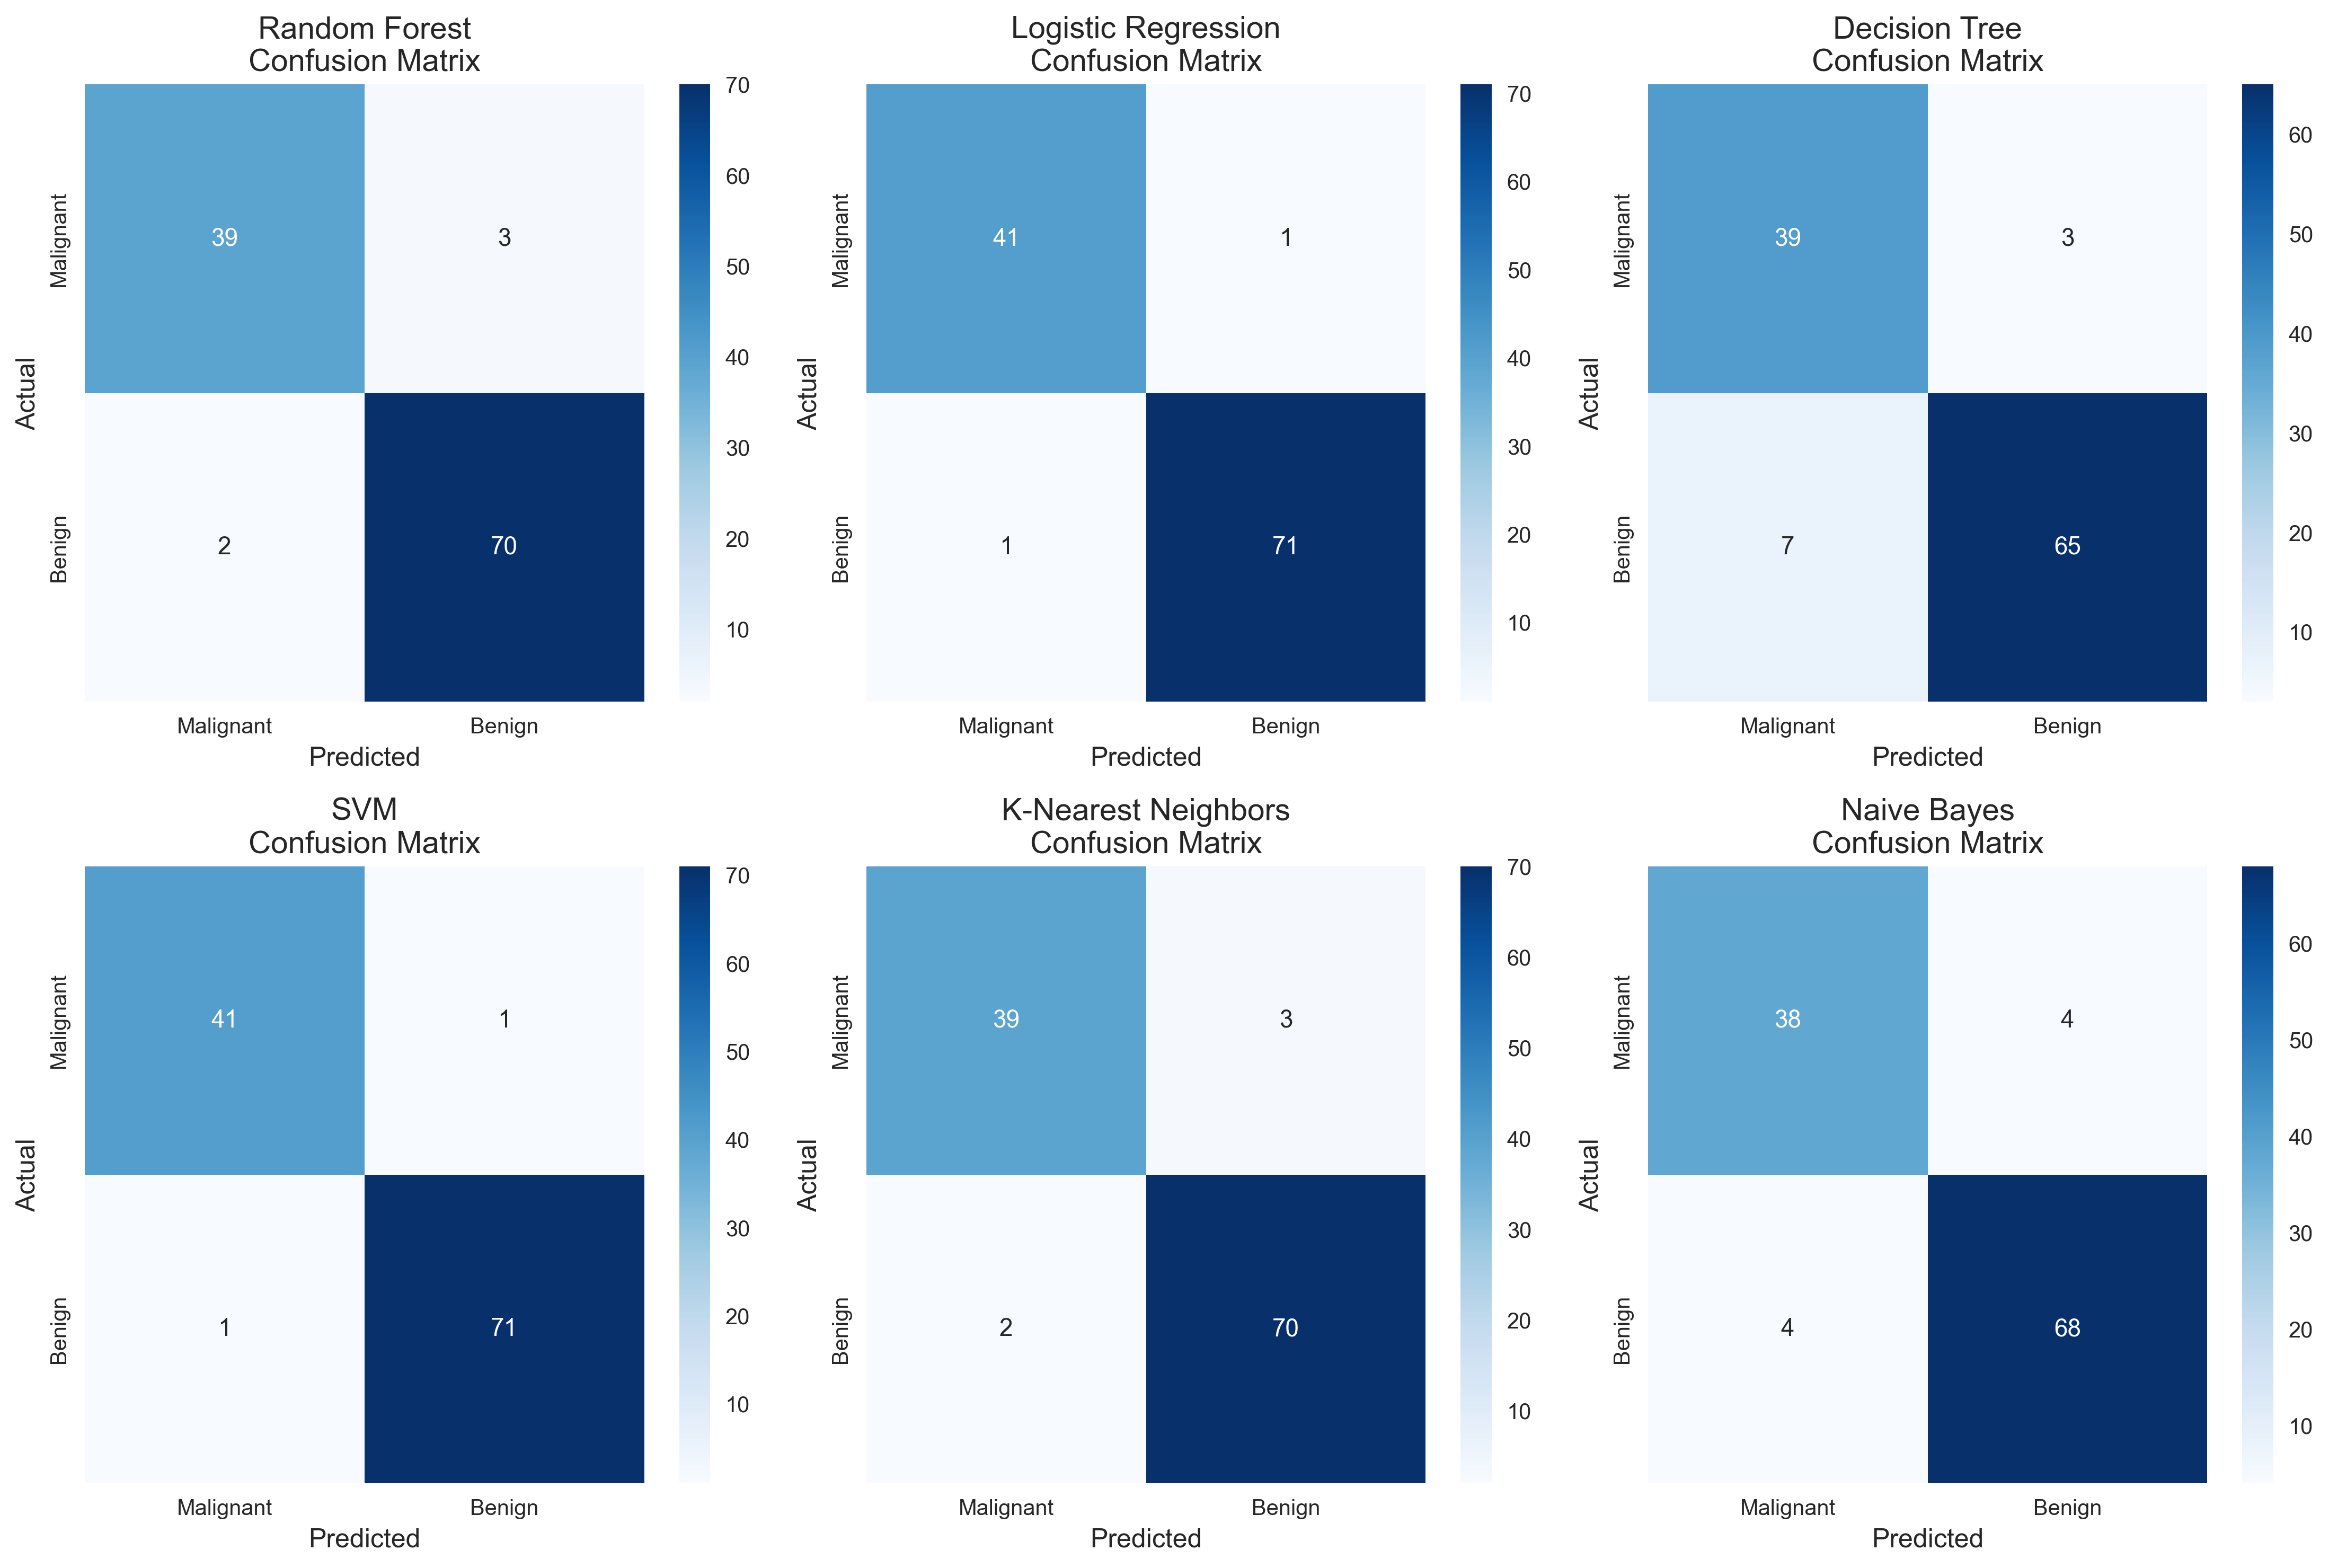 Random Forest
Confusion Matrix
70
60
50
40
30
20
10
Actual
Malignant
Benign
39
3
2
70
Malignant
Benign
Predicted
Logistic Regression
Confusion Matrix
70
60
50
40
30
20
10
Actual
Malignant
Benign
41
1
1
71
Malignant
Benign
Predicted
Decision Tree
Confusion Matrix
60
50
40
30
20
10
Actual
Malignant
Benign
39
3
7
65
Malignant
Benign
Predicted
SVM
Confusion Matrix
70
60
50
40
30
20
10
Actual
Malignant
Benign
41
1
1
71
Malignant
Benign
Predicted
K-Nearest Neighbors
Confusion Matrix
70
60
50
40
30
20
10
Actual
Malignant
Benign
39
3
2
70
Malignant
Benign
Predicted
Naive Bayes
Confusion Matrix
60
50
40
30
20
10
Actual
Malignant
Benign
38
4
4
68
Malignant
Benign
Predicted